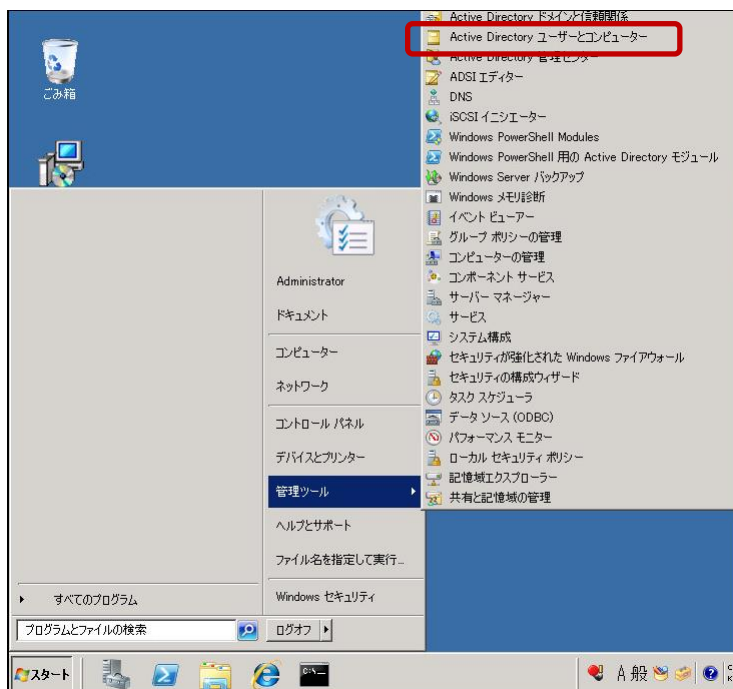 ごみ箱
Active Directory ドメインと信頼関係
Active Directory ユーザーとコンピューター
Active Directory 管理センター
ADSI エディター
DNS
iSCSI イニシエーター
Windows PowerShell Modules
Windows PowerShell 用の Active Directory モジュール
Windows Server バックアップ
Windows メモリ診断
イベント ビューアー
グループ ポリシーの管理
コンピューターの管理
コンポーネント サービス
サーバー マネージャー
サービス
システム構成
セキュリティが強化された Windows ファイアウォール
セキュリティの構成ウィザード
タスク スケジューラ
データ ソース (ODBC)
パフォーマンス モニター
ローカル セキュリティ ポリシー
記憶域エクスプローラー
共有と記憶域の管理
Administrator
ドキュメント
コンピューター
ネットワーク
コントロール パネル
デバイスとプリンター
管理ツール
ヘルプとサポート
ファイル名を指定して実行...
Windows セキュリティ
すべてのプログラム
プログラムとファイルの検索
ログオフ
スタート
A 般